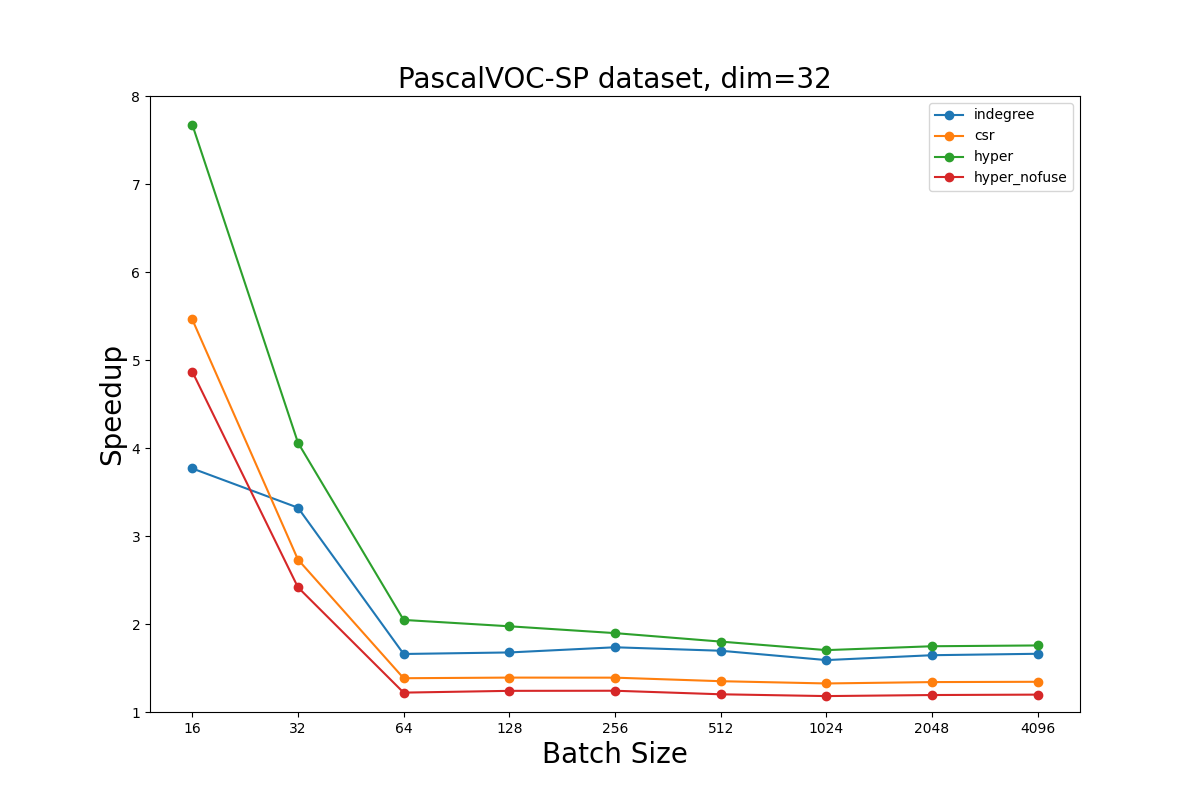 PascalVOC-SP dataset, dim=32
8
7
6
5
4
3
2
1
Speedup
indegree
csr
hyper
hyper_nofuse
16 32 64 128 256 512 1024 2048 4096
Batch Size